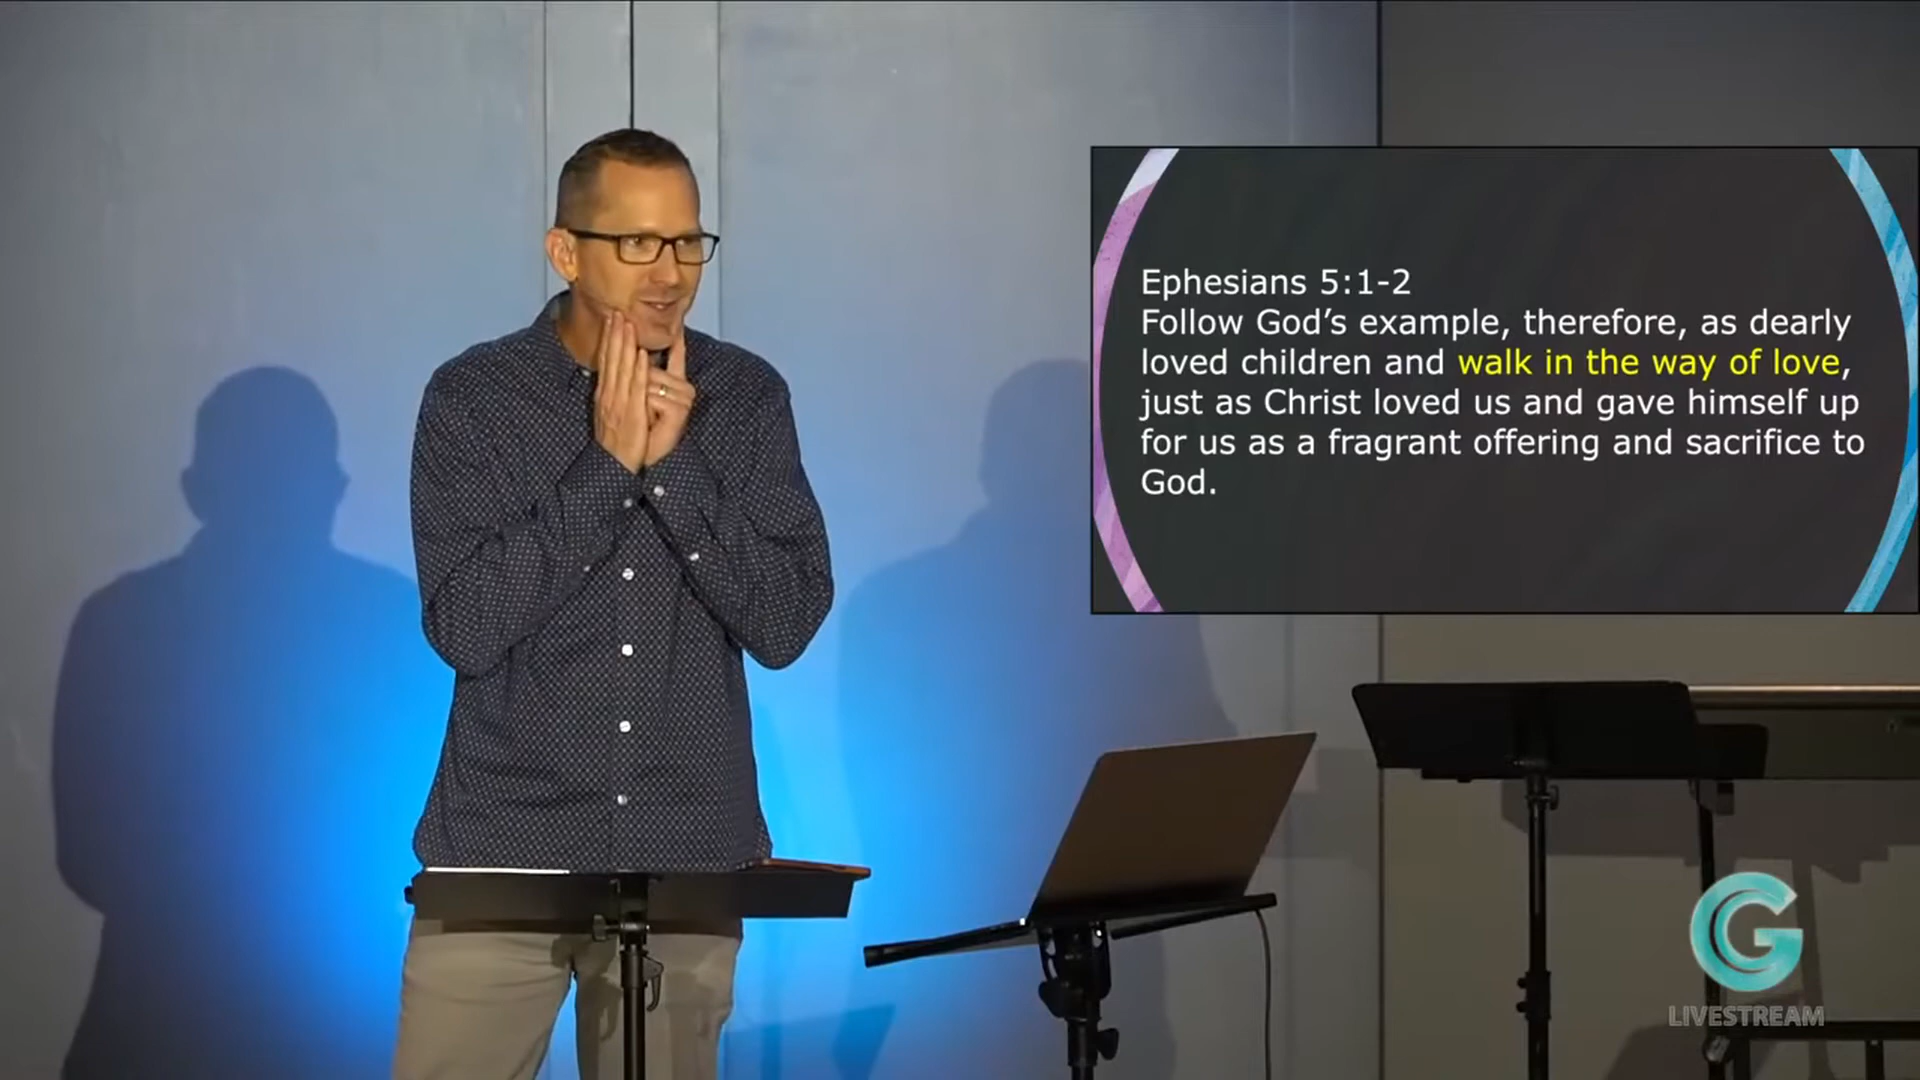 Ephesians 5:1-2
Follow God’s example, therefore, as dearly
loved children and walk in the way of love,
just as Christ loved us and gave himself up
for us as a fragrant offering and sacrifice to
God.
G
LIVESTREAM